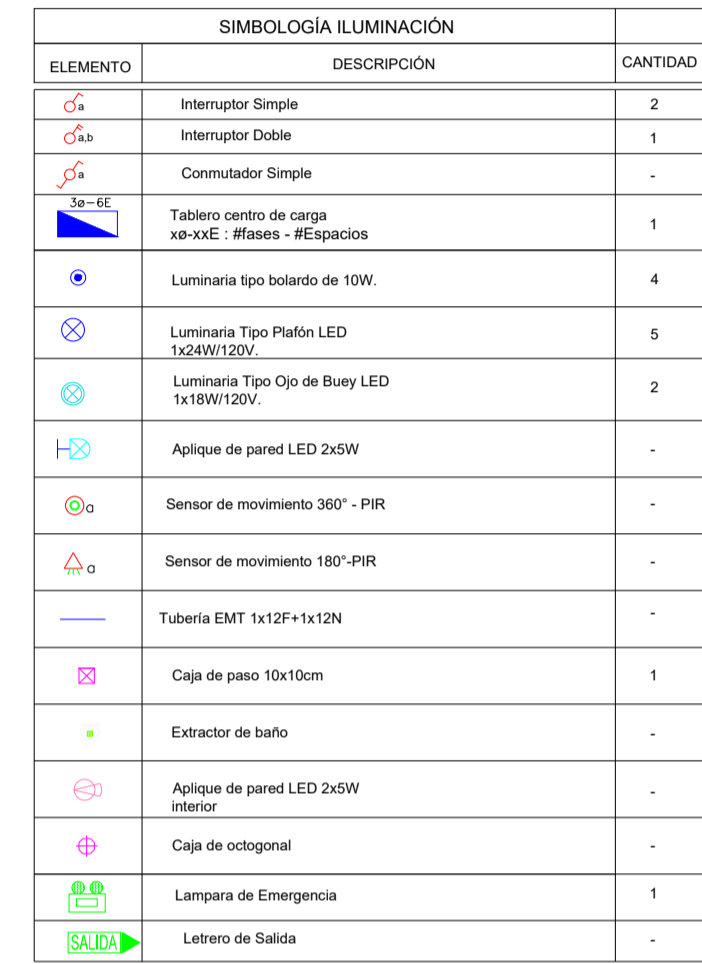 SIMBOLOGÍA ILUMINACIÓN
ELEMENTO DESCRIPCIÓN CANTIDAD
a Interruptor Simple 2
a,b Interruptor Doble 1
a Conmutador Simple -
3ø-6E
Tablero centro de carga
xø-xxE : #fases - #Espacios 1
Luminaria tipo bolardo de 10W. 4
Luminaria Tipo Plafón LED
1x24W/120V. 5
Luminaria Tipo Ojo de Buey LED
1x18W/120V. 2
Aplique de pared LED 2x5W -
a Sensor de movimiento 360° - PIR -
a Sensor de movimiento 180°-PIR -
Tubería EMT 1x12F+1x12N -
Caja de paso 10x10cm 1
Extractor de baño -
Aplique de pared LED 2x5W
interior -
Caja de octogonal -
Lampara de Emergencia 1
SALIDA Letrero de Salida -